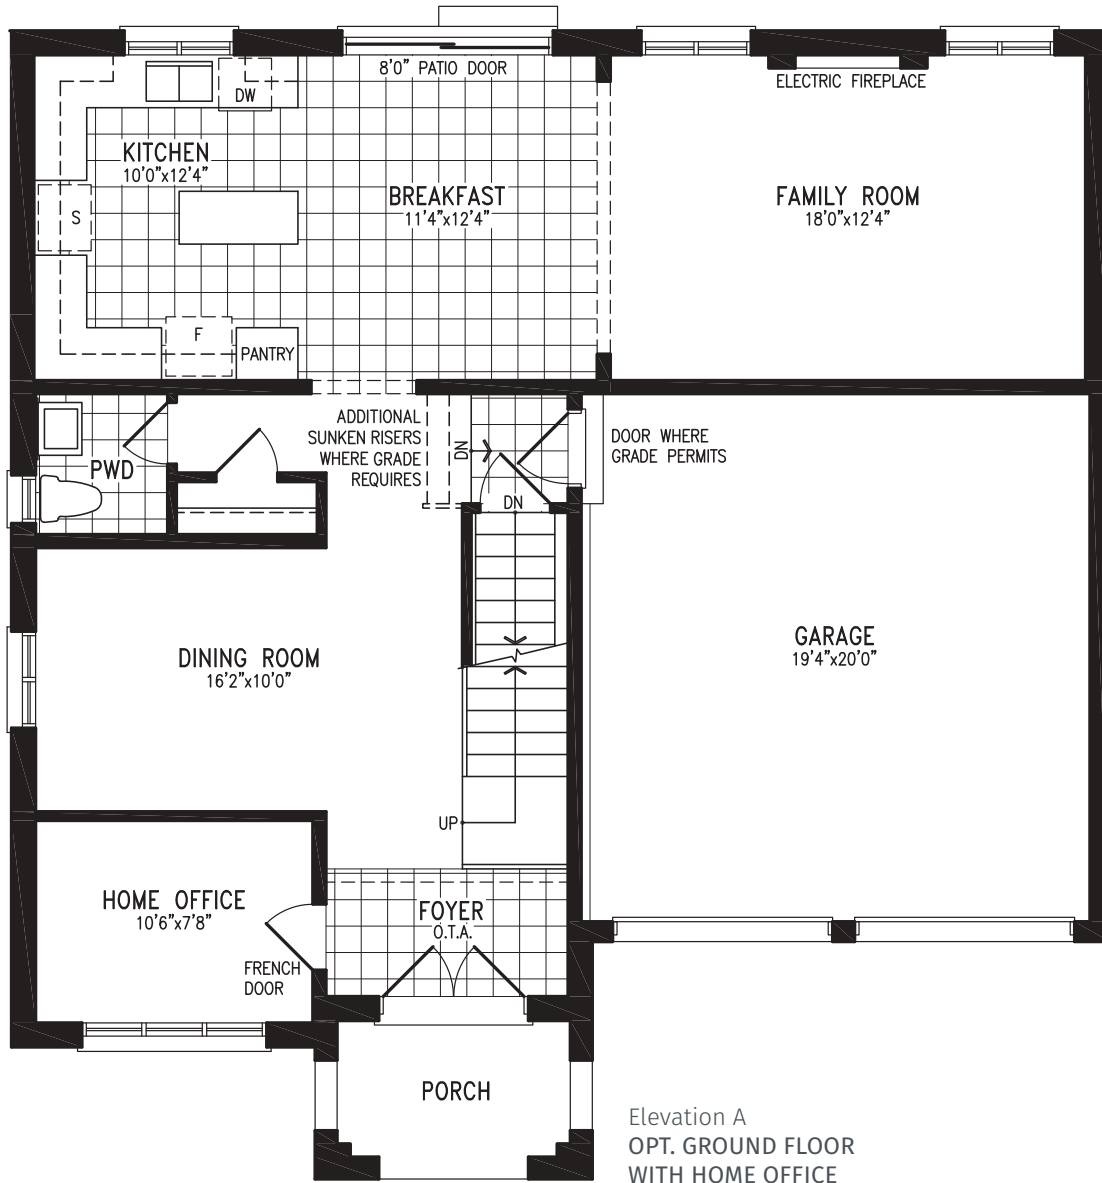 8'0" PATIO DOOR
ELECTRIC FIREPLACE
DW
KITCHEN
10'0"x12'4"
BREAKFAST
11'4"x12'4"
FAMILY ROOM
18'0"x12'4"
S
F
PANTRY
ADDITIONAL
SUNKEN RISERS
WHERE GRADE
REQUIRES
DN
DOOR WHERE
GRADE PERMITS
PWD
DN
GARAGE
19'4"x20'0"
DINING ROOM
16'2"x10'0"
UP
HOME OFFICE
10'6"x7'8"
FOYER
O.T.A.
FRENCH
DOOR
PORCH
Elevation A
OPT. GROUND FLOOR
WITH HOME OFFICE